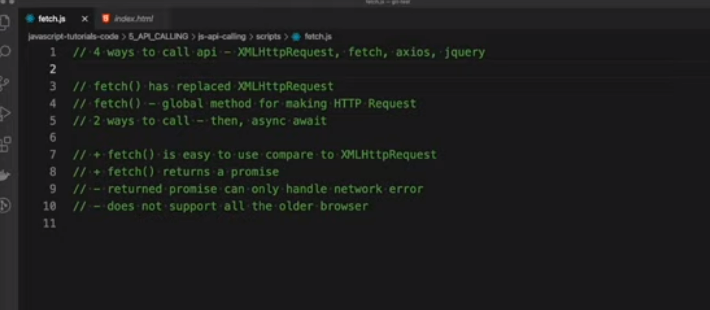 fetch.js
index.html
javascript-tutorials-code > 5_API_CALLING > js-api-calling > scripts > fetch.js
1 // 4 ways to call api - XMLHttpRequest, fetch, axios, jquery
2
3 // fetch() has replaced XMLHttpRequest
4 // fetch() - global method for making HTTP Request
5 // 2 ways to call - then, async await
6
7 // + fetch() is easy to use compare to XMLHttpRequest
8 // + fetch() returns a promise
9 // - returned promise can only handle network error
10 // - does not support all the older browser
11